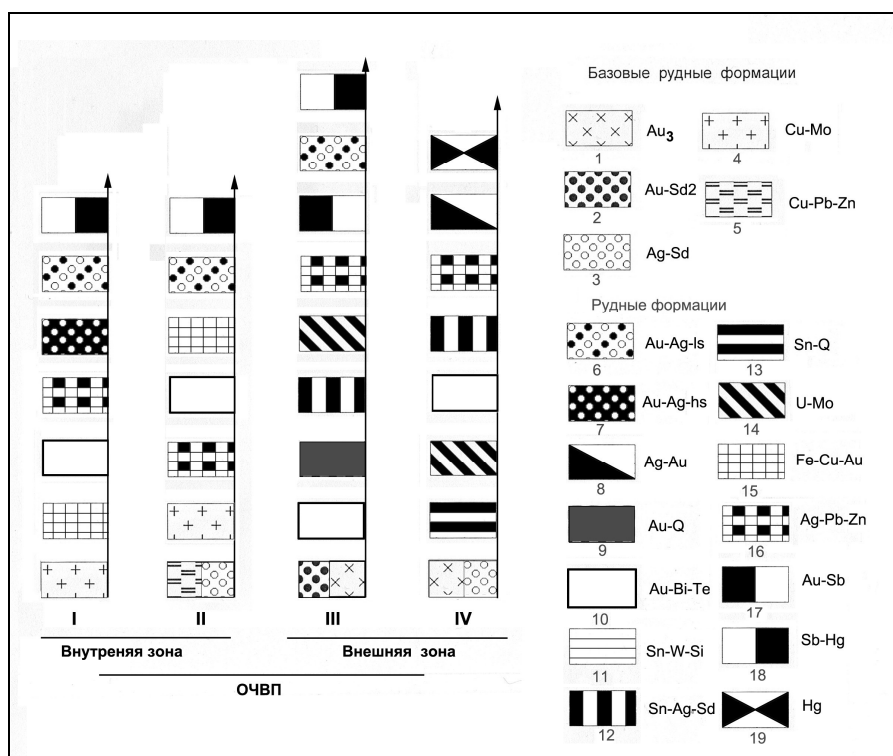 Базовые рудные формации
Au3
1
Cu-Mo
4
Au-Sd2
2
Cu-Pb-Zn
5
Ag-Sd
3
Рудные формации
Au-Ag-ls
6
Sn-Q
13
Au-Ag-hs
7
U-Mo
14
Ag-Au
8
Fe-Cu-Au
15
Au-Q
9
Ag-Pb-Zn
16
Au-Bi-Te
10
Au-Sb
17
Sn-W-Si
11
Sb-Hg
18
Sn-Ag-Sd
12
Hg
19
I II III IV
Внутреняя зона Внешняя зона
ОЧВП